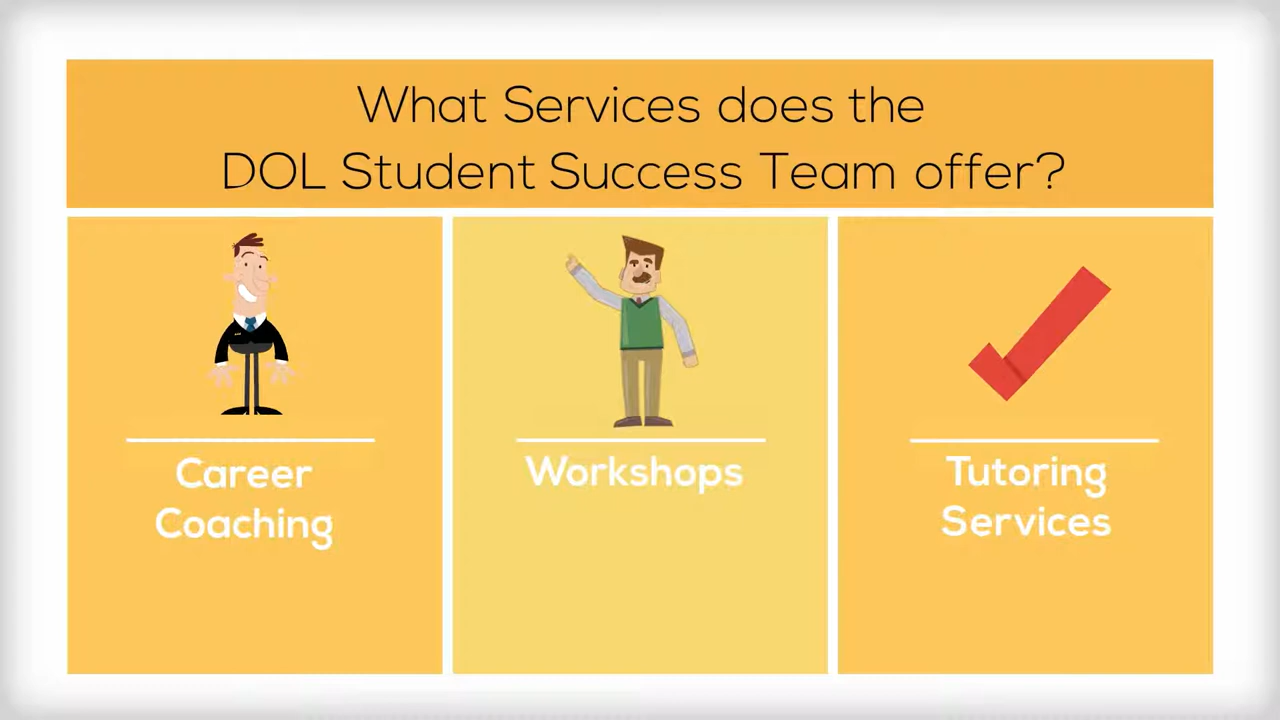 What Services does the
DOL Student Success Team offer?
Career
Coaching
Workshops
Tutoring
Services